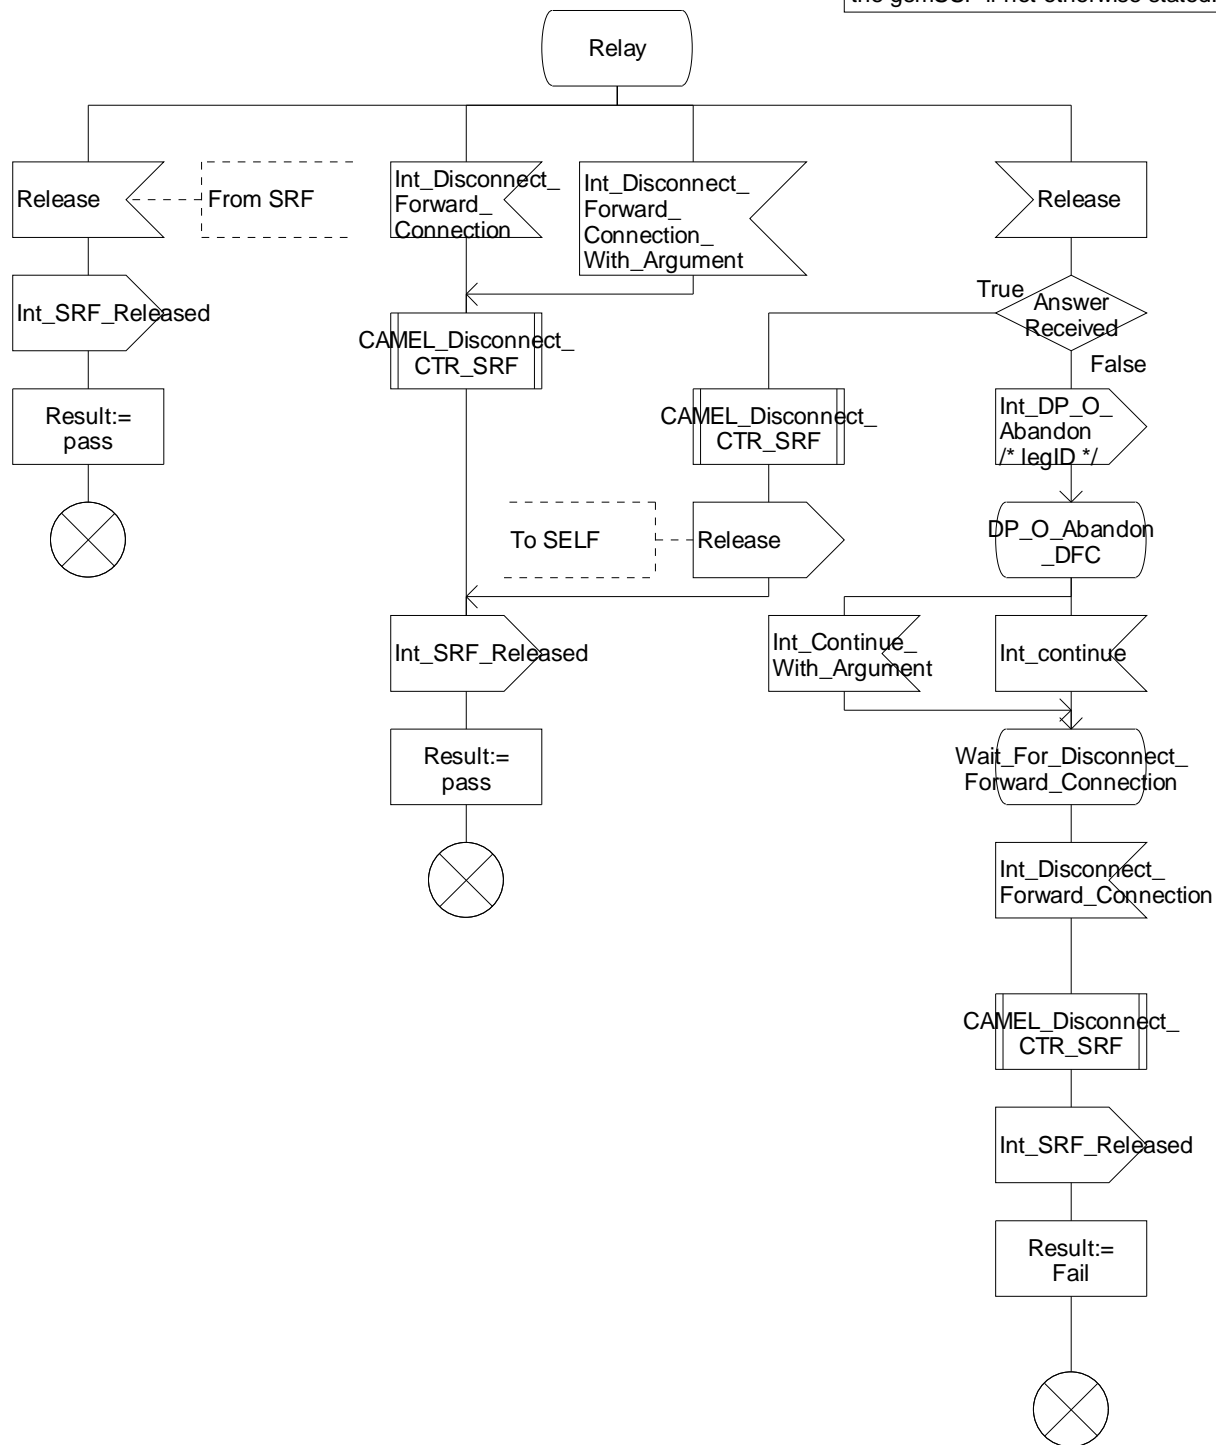 Relay
Release
From SRF
Int_Disconnect_
Forward_
Connection
Int_Disconnect_
Forward_
Connection_
With_Argument
Release
Int_SRF_Released
True
Answer
Received
False
CAMEL_Disconnect_
CTR_SRF
Result:=
pass
CAMEL_Disconnect_
CTR_SRF
Int_DP_O_
Abandon
/* legID */
To SELF
Release
DP_O_Abandon
_DFC
Int_SRF_Released
Int_Continue_
With_Argument
Int_continue
Result:=
pass
Wait_For_Disconnect_
Forward_Connection
Int_Disconnect_
Forward_Connection
CAMEL_Disconnect_
CTR_SRF
Int_SRF_Released
Result:=
Fail